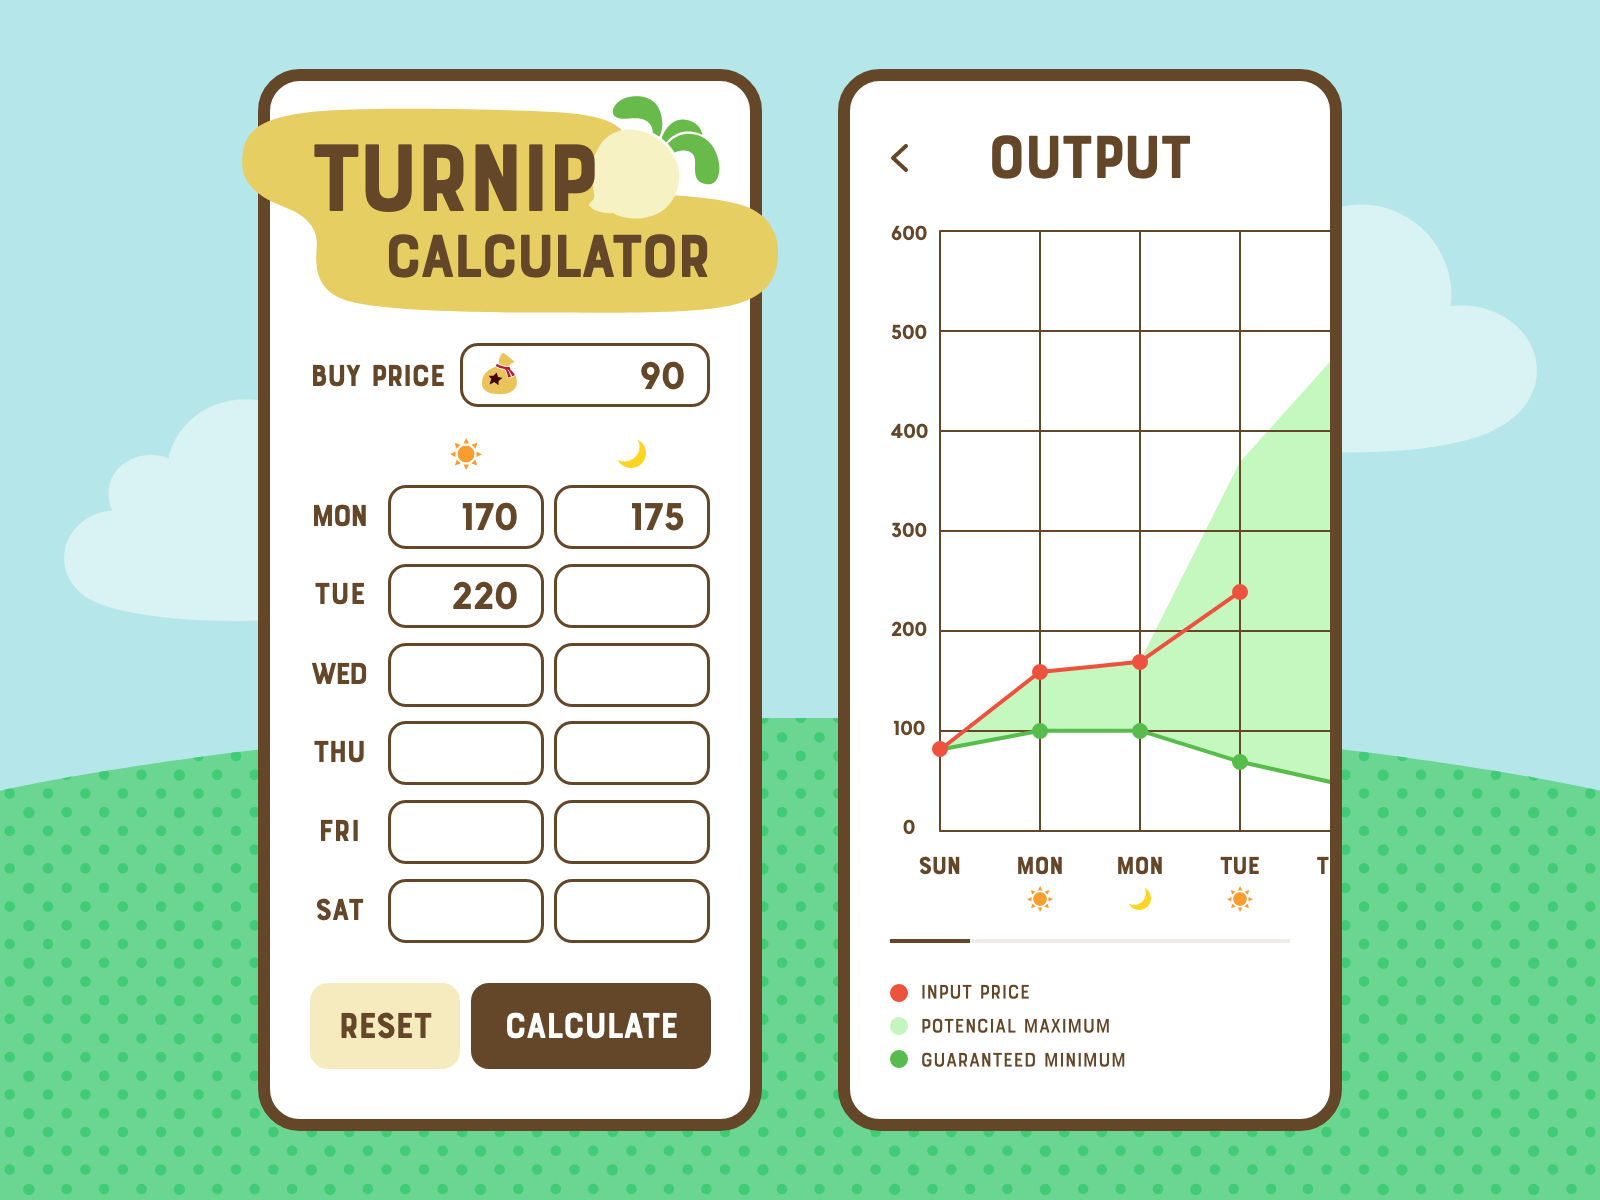 TURNIP
CALCULATOR
BUY PRICE 90
MON 170 175
TUE 220
WED
THU
FRI
SAT
RESET CALCULATE
OUTPUT
600
500
400
300
200
100
0
SUN MON MON TUE T
INPUT PRICE
POTENCIAL MAXIMUM
GUARANTEED MINIMUM